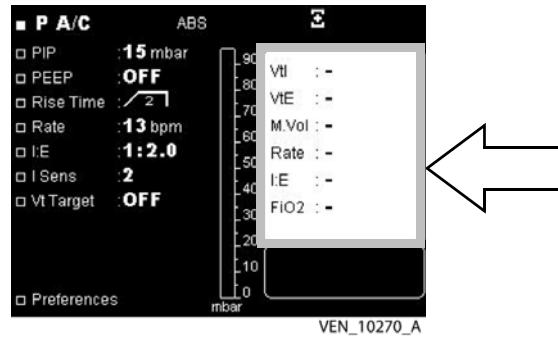 P A/C ABS
PIP :15 mbar
PEEP :OFF
Rise Time : 2
Rate :13 bpm
I:E :1:2.0
I Sens :2
Vt Target :OFF
Preferences
90
80
70
60
50
40
30
20
10
0
mbar
VtI : -
VtE : -
M.Vol : -
Rate : -
I:E : -
FiO2 : -
VEN_10270_A